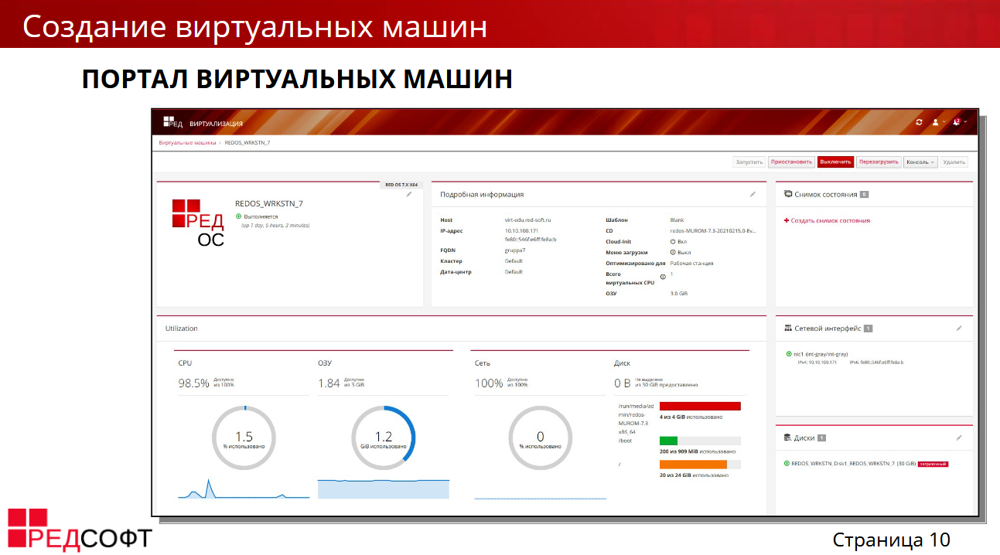 Создание виртуальных машин
ПОРТАЛ ВИРТУАЛЬНЫХ МАШИН
РЕД ВИРТУАЛИЗАЦИЯ
2
Виртуальные машины › REDOS_WRKSTN_7
Запустить Приостановить Выключить Перезагрузить Консоль Удалить
RED OS 7.X X64
РЕД
ОС
REDOS_WRKSTN_7
Выполняется
(up 1 day, 5 hours, 3 minutes)
Подробная информация
Host virt-edu.red-soft.ru
IP-адрес 10.10.100.171
fe80::546f:e6ff:fe8a:b
FQDN gruppa7
Кластер Default
Дата-центр Default
Шаблон Blank
CD redos-MUROM-7.3-20210215.0-Ev...
Cloud-Init Вкл
Меню загрузки Выкл
Оптимизировано для Рабочая станция
Всего
виртуальных CPU 1
ОЗУ 3.0 GiB
Снимок состояния 0
Создать снимок состояния
Utilization
CPU
98.5% Доступно
из 100%
1.5
% использовано
ОЗУ
1.84 Доступно
из 3 GiB
1.2
GiB использовано
Сеть
100% Доступно
из 100%
0
% использовано
Диск
0 B Не выделено
из 30 GiB предоставлено
/run/media/ad
min/redos-
MUROM-7.3
x86_64
4 из 4 GiB использовано
/boot
200 из 909 MiB использовано
/
20 из 24 GiB использовано
Сетевой интерфейс 1
nic1 (int-gray/int-gray)
IPv4: 10.10.100.171 IPv6: fe80::546f:e6ff:fe8a:b
Диски 1
REDOS_WRKSTN_Disk1_REDOS_WRKSTN_7 (30 GiB) загрузочный
РЕДСОФТ
Страница 10